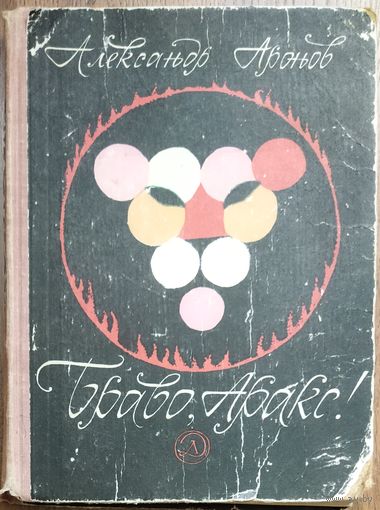 Александр Аронов
Браво, Аракс!